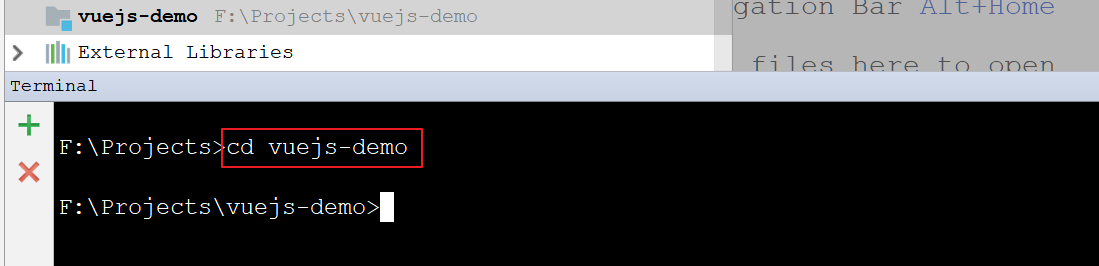 vuejs-demo F:\Projects\vuejs-demo
gation Bar Alt+Home
External Libraries
files here to open
Terminal
F:\Projects>cd vuejs-demo
F:\Projects\vuejs-demo>